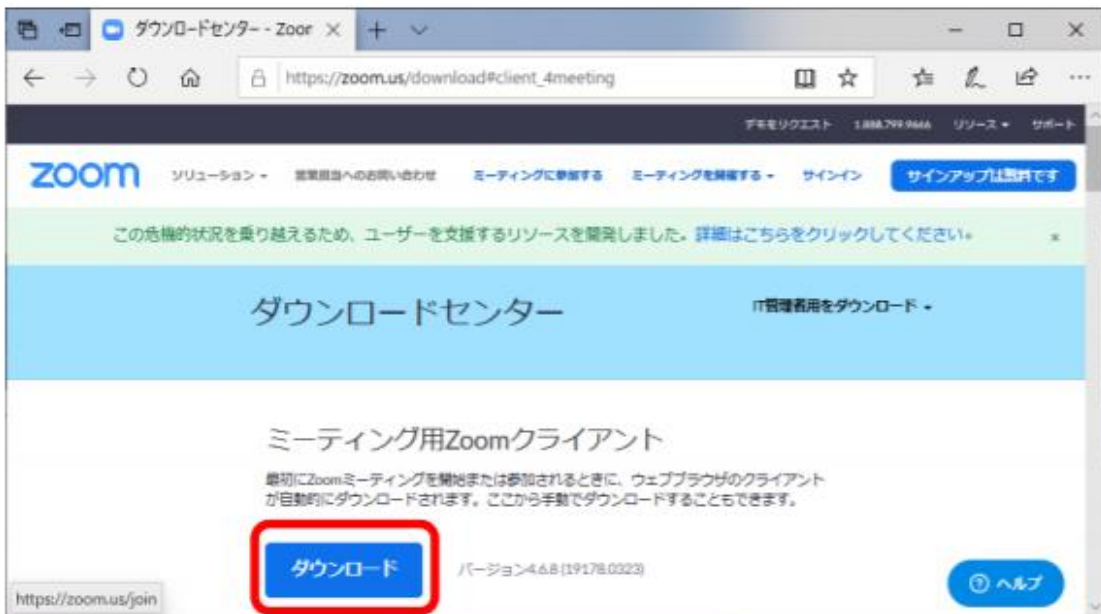 ダウンロードセンター - Zoor
https://zoom.us/download#client_4meeting
デモをリクエスト 1.888.799.9666 リソース サポート
zoom ソリューション 営業担当へのお問い合わせ ミーティングに参加する ミーティングを開催する サインイン サインアップは無料です
この危機的状況を乗り越えるため、ユーザーを支援するリソースを開発しました。詳細はこちらをクリックしてください。
ダウンロードセンター IT管理者用をダウンロード
ミーティング用Zoomクライアント
最初にZoomミーティングを開始または参加されるときに、ウェブブラウザのクライアント
が自動的にダウンロードされます。ここから手動でダウンロードすることもできます。
ダウンロード バージョン4.6.8 (19178.0323)
ヘルプ
https://zoom.us/join